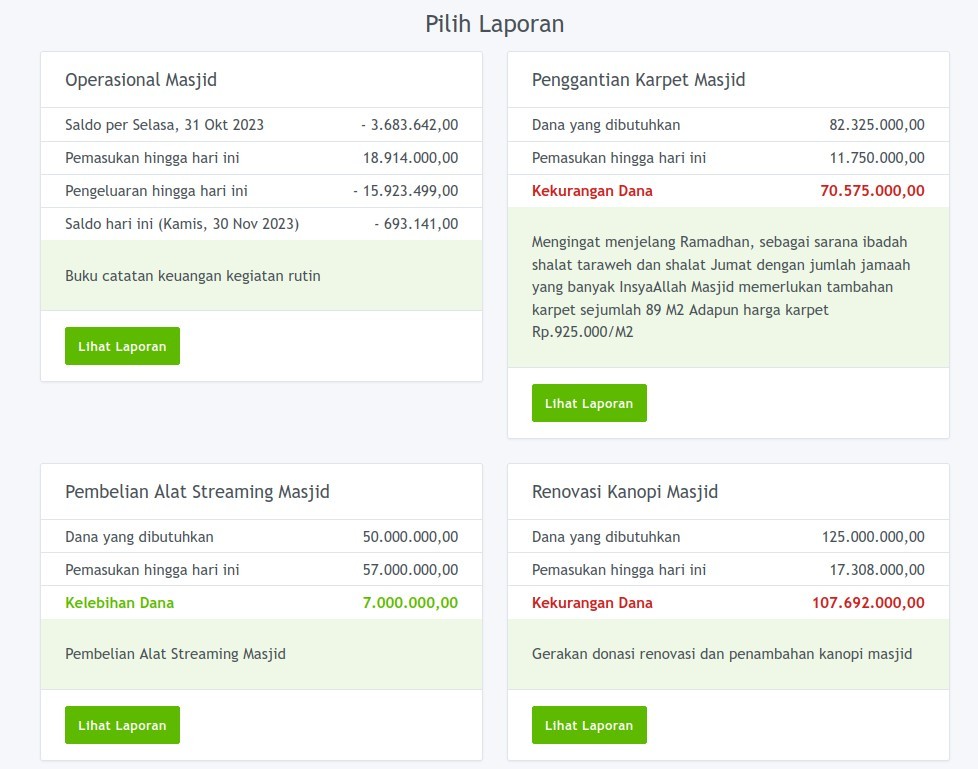 Pilih Laporan
Operasional Masjid
Saldo per Selasa, 31 Okt 2023 - 3.683.642,00
Pemasukan hingga hari ini 18.914.000,00
Pengeluaran hingga hari ini - 15.923.499,00
Saldo hari ini (Kamis, 30 Nov 2023) - 693.141,00
Buku catatan keuangan kegiatan rutin
Lihat Laporan
Penggantian Karpet Masjid
Dana yang dibutuhkan 82.325.000,00
Pemasukan hingga hari ini 11.750.000,00
Kekurangan Dana 70.575.000,00
Mengingat menjelang Ramadhan, sebagai sarana ibadah
shalat taraweh dan shalat Jumat dengan jumlah jamaah
yang banyak InsyaAllah Masjid memerlukan tambahan
karpet sejumlah 89 M2 Adapun harga karpet
Rp.925.000/M2
Lihat Laporan
Pembelian Alat Streaming Masjid
Dana yang dibutuhkan 50.000.000,00
Pemasukan hingga hari ini 57.000.000,00
Kelebihan Dana 7.000.000,00
Pembelian Alat Streaming Masjid
Lihat Laporan
Renovasi Kanopi Masjid
Dana yang dibutuhkan 125.000.000,00
Pemasukan hingga hari ini 17.308.000,00
Kekurangan Dana 107.692.000,00
Gerakan donasi renovasi dan penambahan kanopi masjid
Lihat Laporan